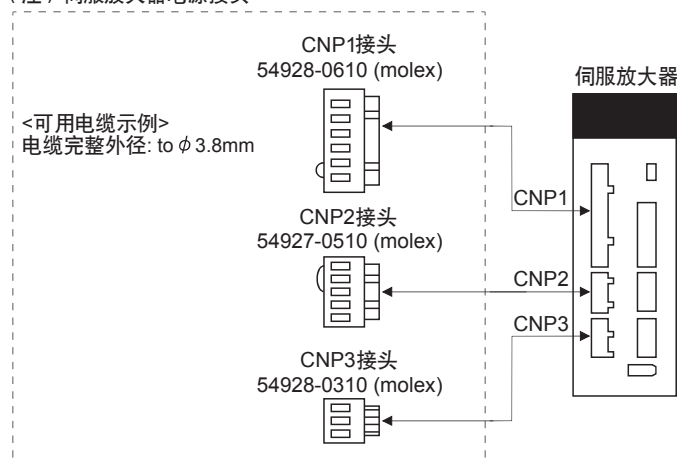 CNP1接头
54928-0610 (molex)
伺服放大器
<可用电缆示例>
电缆完整外径: to φ 3.8mm
CNP1
CNP2接头
54927-0510 (molex)
CNP2
CNP3
CNP3接头
54928-0310 (molex)